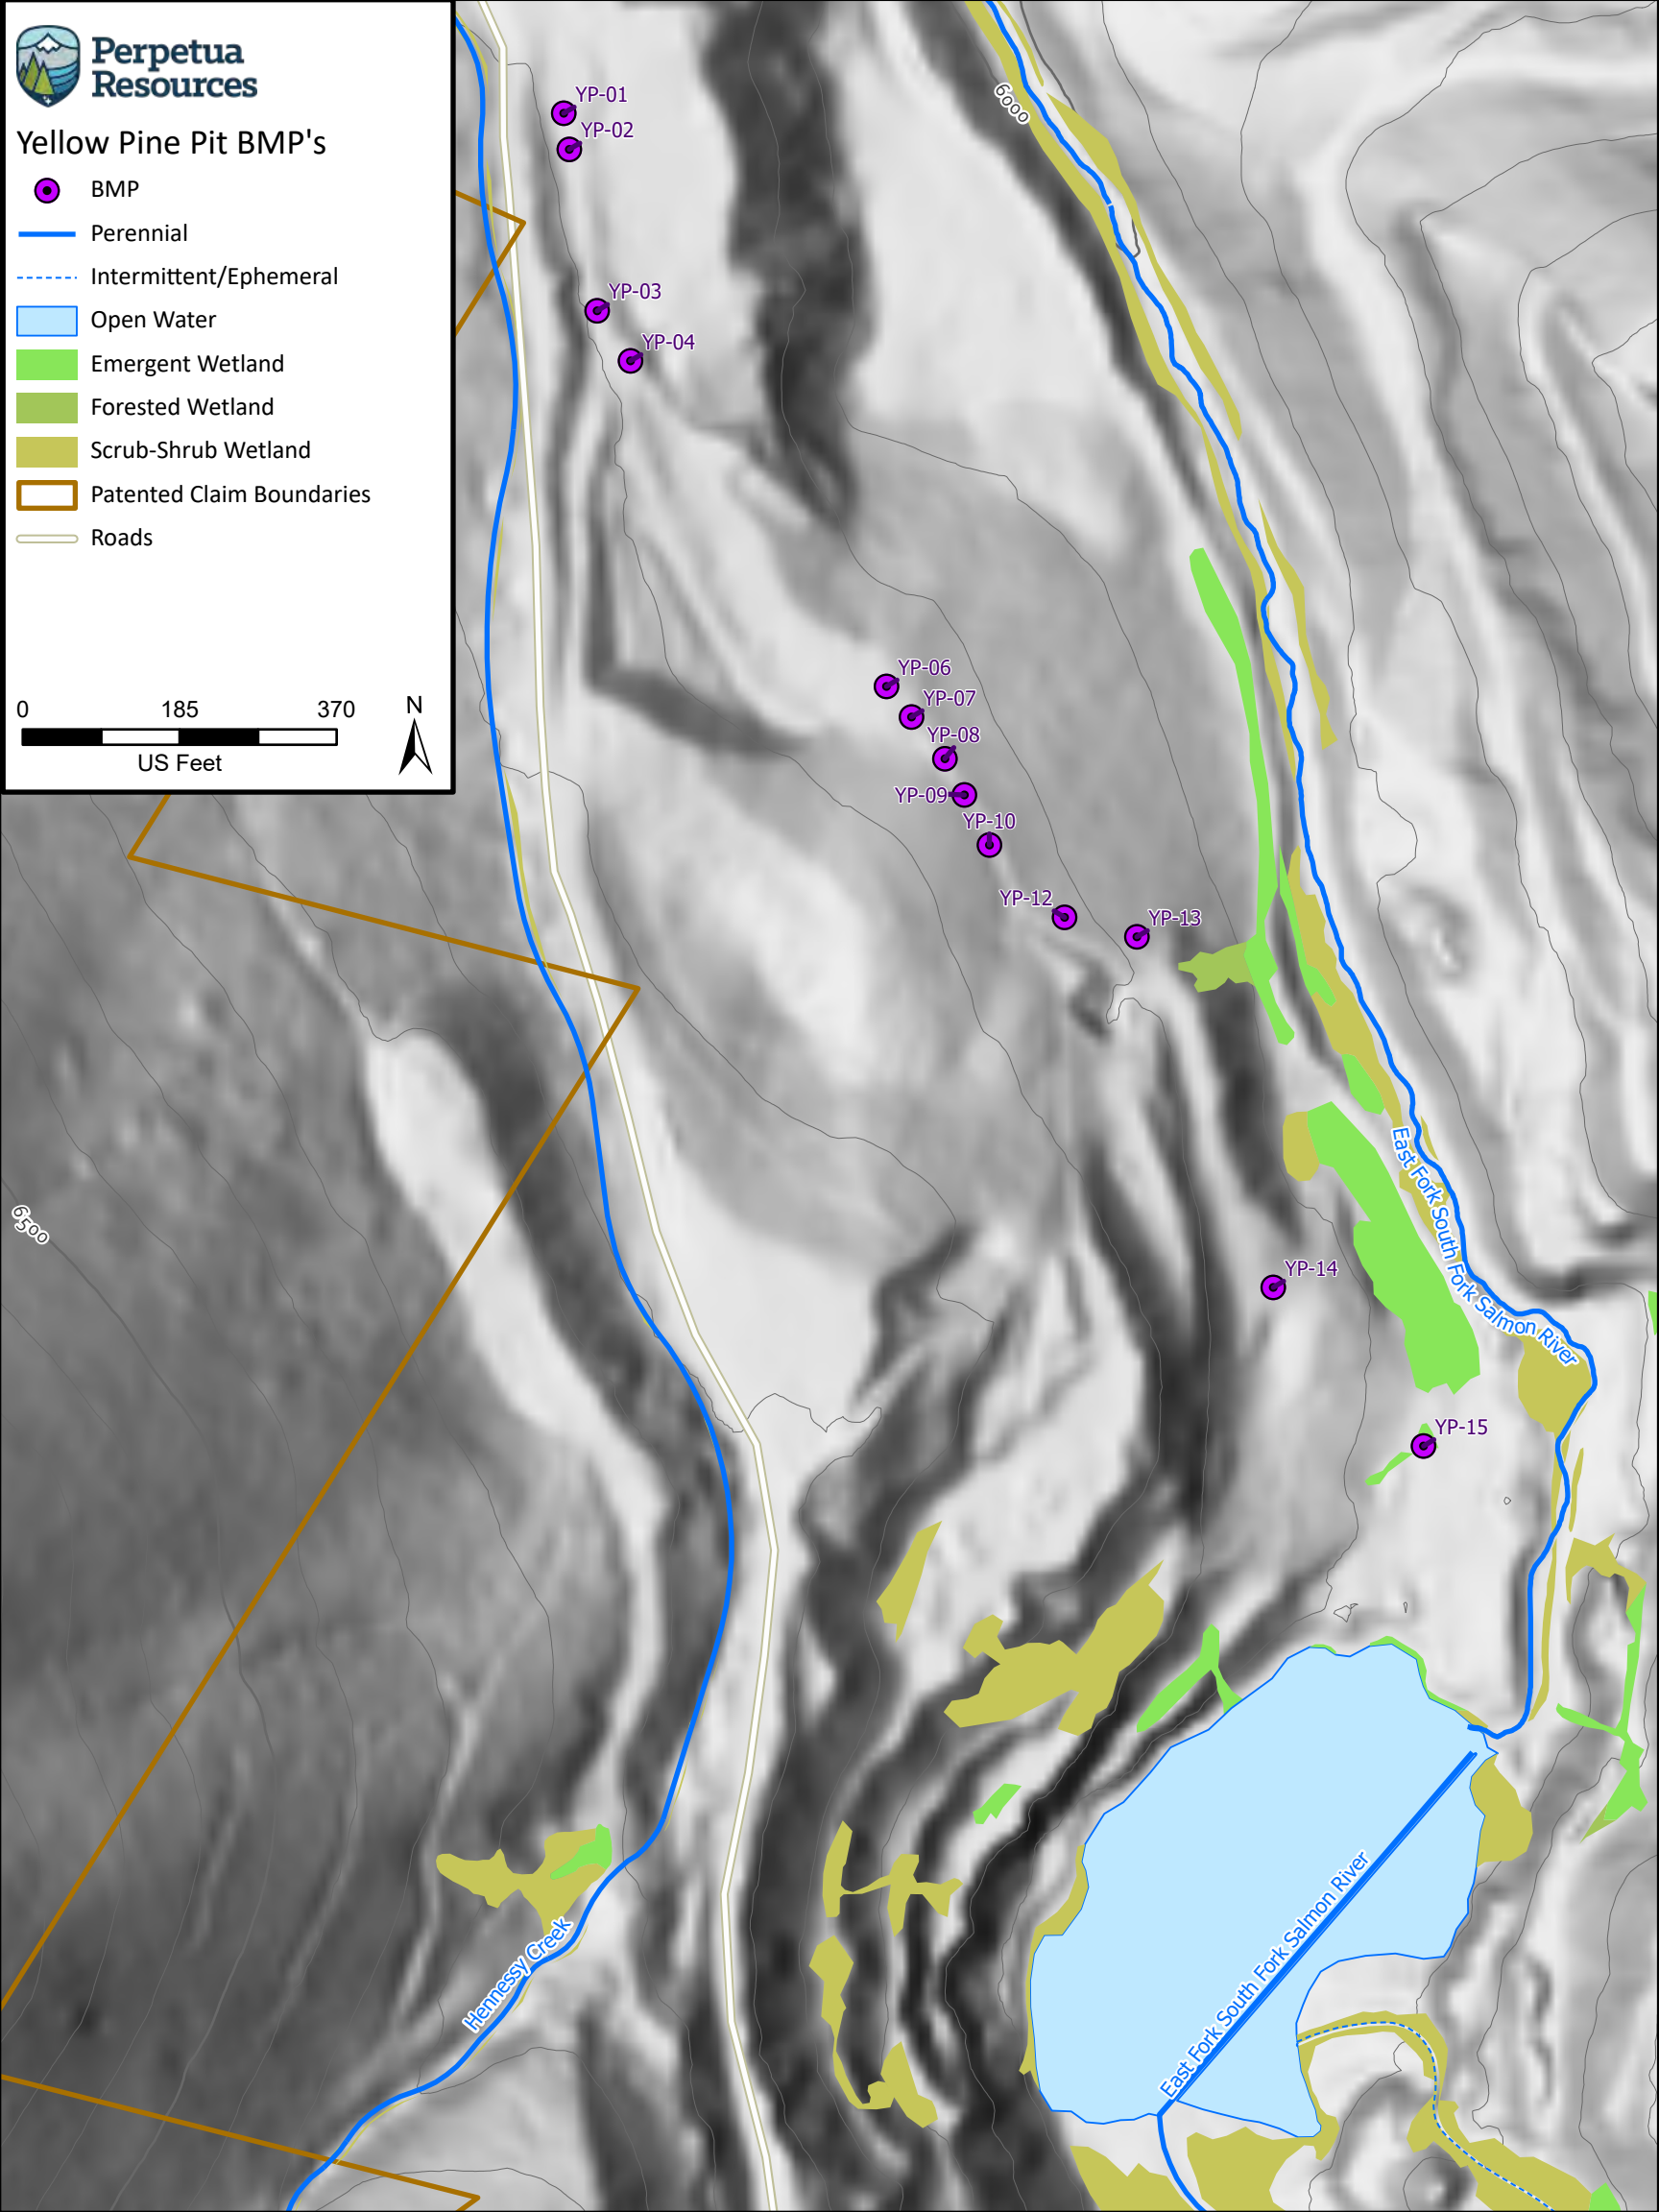 Perpetua
Resources
Yellow Pine Pit BMP's
BMP
Perennial
Intermittent/Ephemeral
Open Water
Emergent Wetland
Forested Wetland
Scrub-Shrub Wetland
Patented Claim Boundaries
Roads
0 185 370
US Feet
N
YP-01
YP-02
6000
YP-03
YP-04
YP-06
YP-07
YP-08
YP-09
YP-10
YP-12
YP-13
East Fork South Fork Salmon River
6500
YP-14
YP-15
East Fork South Fork Salmon River
Hennessy Creek